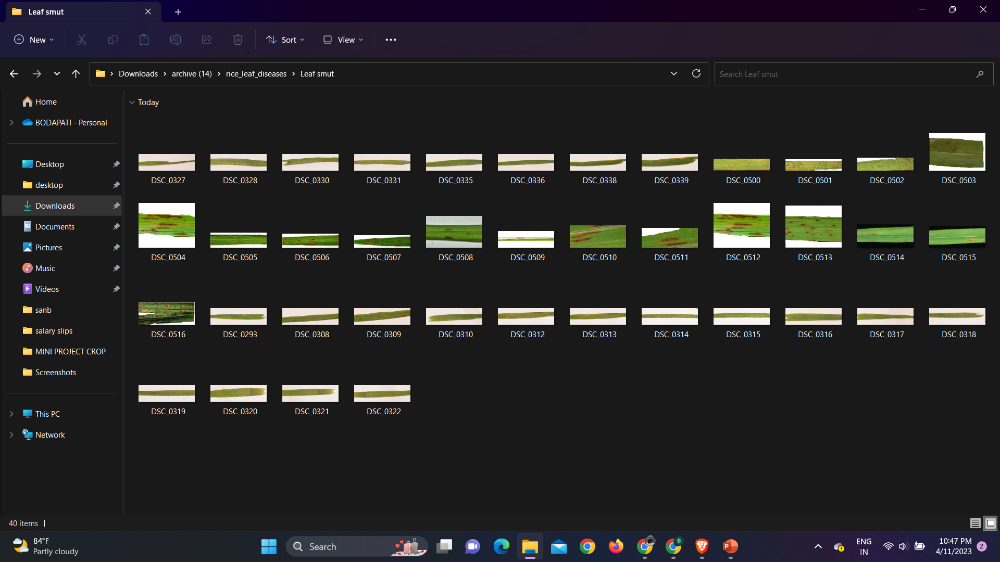 Leaf smut
New
Sort
View
Downloads
archive (14)
rice_leaf_diseases
Leaf smut
Search Leaf smut
Home
BODAPATI - Personal
Desktop
desktop
Downloads
Documents
Pictures
Music
Videos
sanb
salary slips
MINI PROJECT CROP
Screenshots
This PC
Network
Today
DSC_0327 DSC_0328 DSC_0330 DSC_0331 DSC_0335 DSC_0336 DSC_0338 DSC_0339 DSC_0500 DSC_0501 DSC_0502 DSC_0503
DSC_0504 DSC_0505 DSC_0506 DSC_0507 DSC_0508 DSC_0509 DSC_0510 DSC_0511 DSC_0512 DSC_0513 DSC_0514 DSC_0515
DSC_0516 DSC_0293 DSC_0308 DSC_0309 DSC_0310 DSC_0312 DSC_0313 DSC_0314 DSC_0315 DSC_0316 DSC_0317 DSC_0318
DSC_0319 DSC_0320 DSC_0321 DSC_0322
40 items
84°F
Partly cloudy
Search
B
P
ENG
IN
10:47 PM
4/11/2023
2